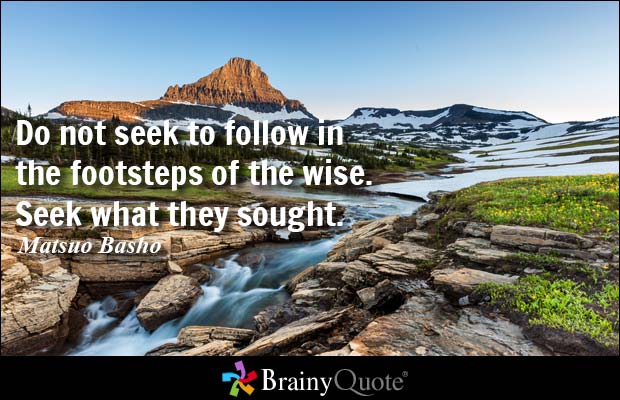 Do not seek to follow in
the footsteps of the wise.
Seek what they sought.
Matsuo Basho
BrainyQuote®